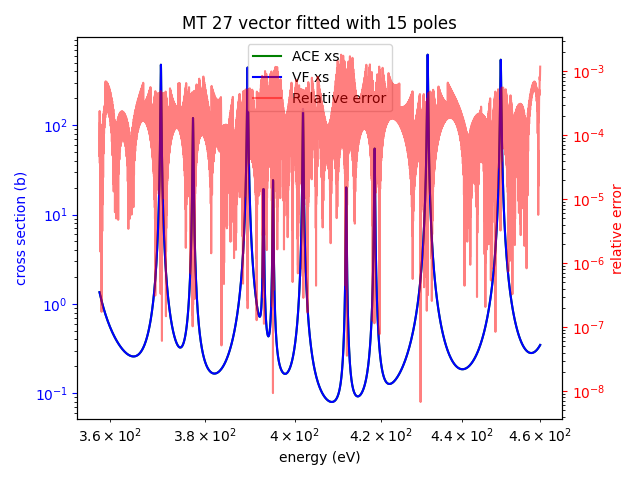 MT 27 vector fitted with 15 poles
ACE xs
VF xs
Relative error
cross section (b)
10²
10¹
10⁰
10⁻¹
10⁻³
10⁻⁴
10⁻⁵
10⁻⁶
10⁻⁷
10⁻⁸
relative error
3.6 × 10² 3.8 × 10² 4 × 10² 4.2 × 10² 4.4 × 10² 4.6 × 10²
energy (eV)